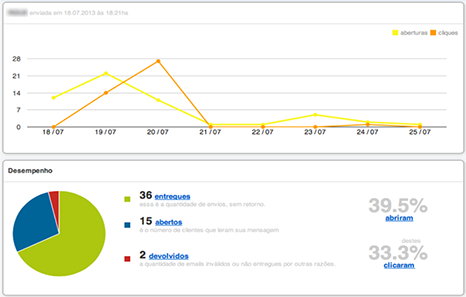 enviada em 18.07.2013 às 18:21hs
aberturas cliques
28
21
14
7
0
18 / 07 19 / 07 20 / 07 21 / 07 22 / 07 23 / 07 24 / 07 25 / 07
Desempenho
36 entregues
essa é a quantidade de envios, sem retorno.
15 abertos
é o número de clientes que leram sua mensagem
2 devolvidos
a quantidade de emails inválidos ou não entregues por outras razões.
39.5%
abriram
destes
33.3%
clicaram